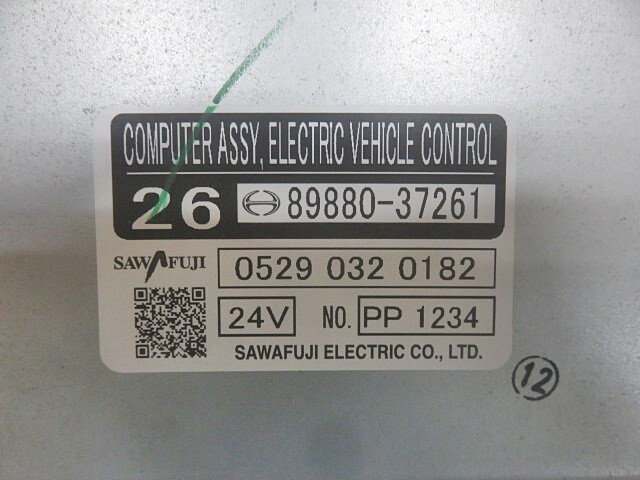 COMPUTER ASSY, ELECTRIC VEHICLE CONTROL
26 89880-37261
SAWAFUJI 0529 032 0182
24V NO. PP 1234
SAWAFUJI ELECTRIC CO., LTD.
12